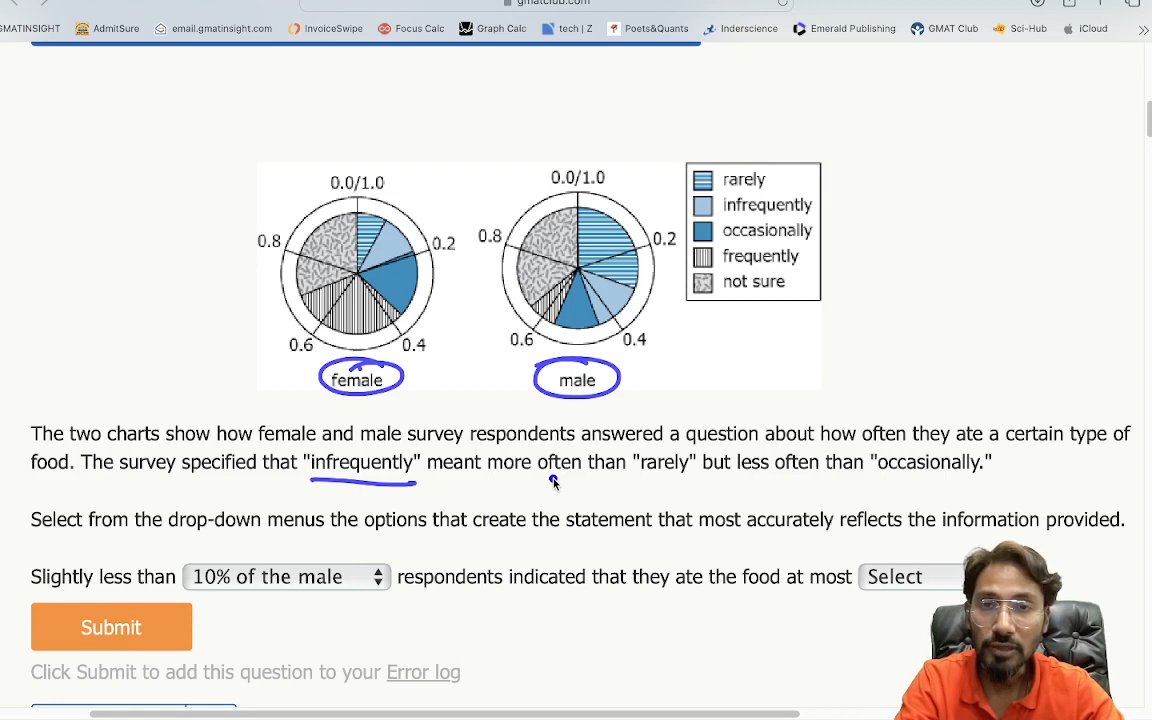 gmatclub.com
GMATINSIGHT AdmitSure email.gmatinsight.com InvoiceSwipe Focus Calc Graph Calc tech | Z Poets&Quants Inderscience Emerald Publishing GMAT Club Sci-Hub iCloud
0.0/1.0
0.8
0.2
0.6
0.4
female
0.0/1.0
0.8
0.2
0.6
0.4
male
rarely
infrequently
occasionally
frequently
not sure
The two charts show how female and male survey respondents answered a question about how often they ate a certain type of
food. The survey specified that "infrequently" meant more often than "rarely" but less often than "occasionally."
Select from the drop-down menus the options that create the statement that most accurately reflects the information provided.
Slightly less than 10% of the male respondents indicated that they ate the food at most Select
Submit
Click Submit to add this question to your Error log